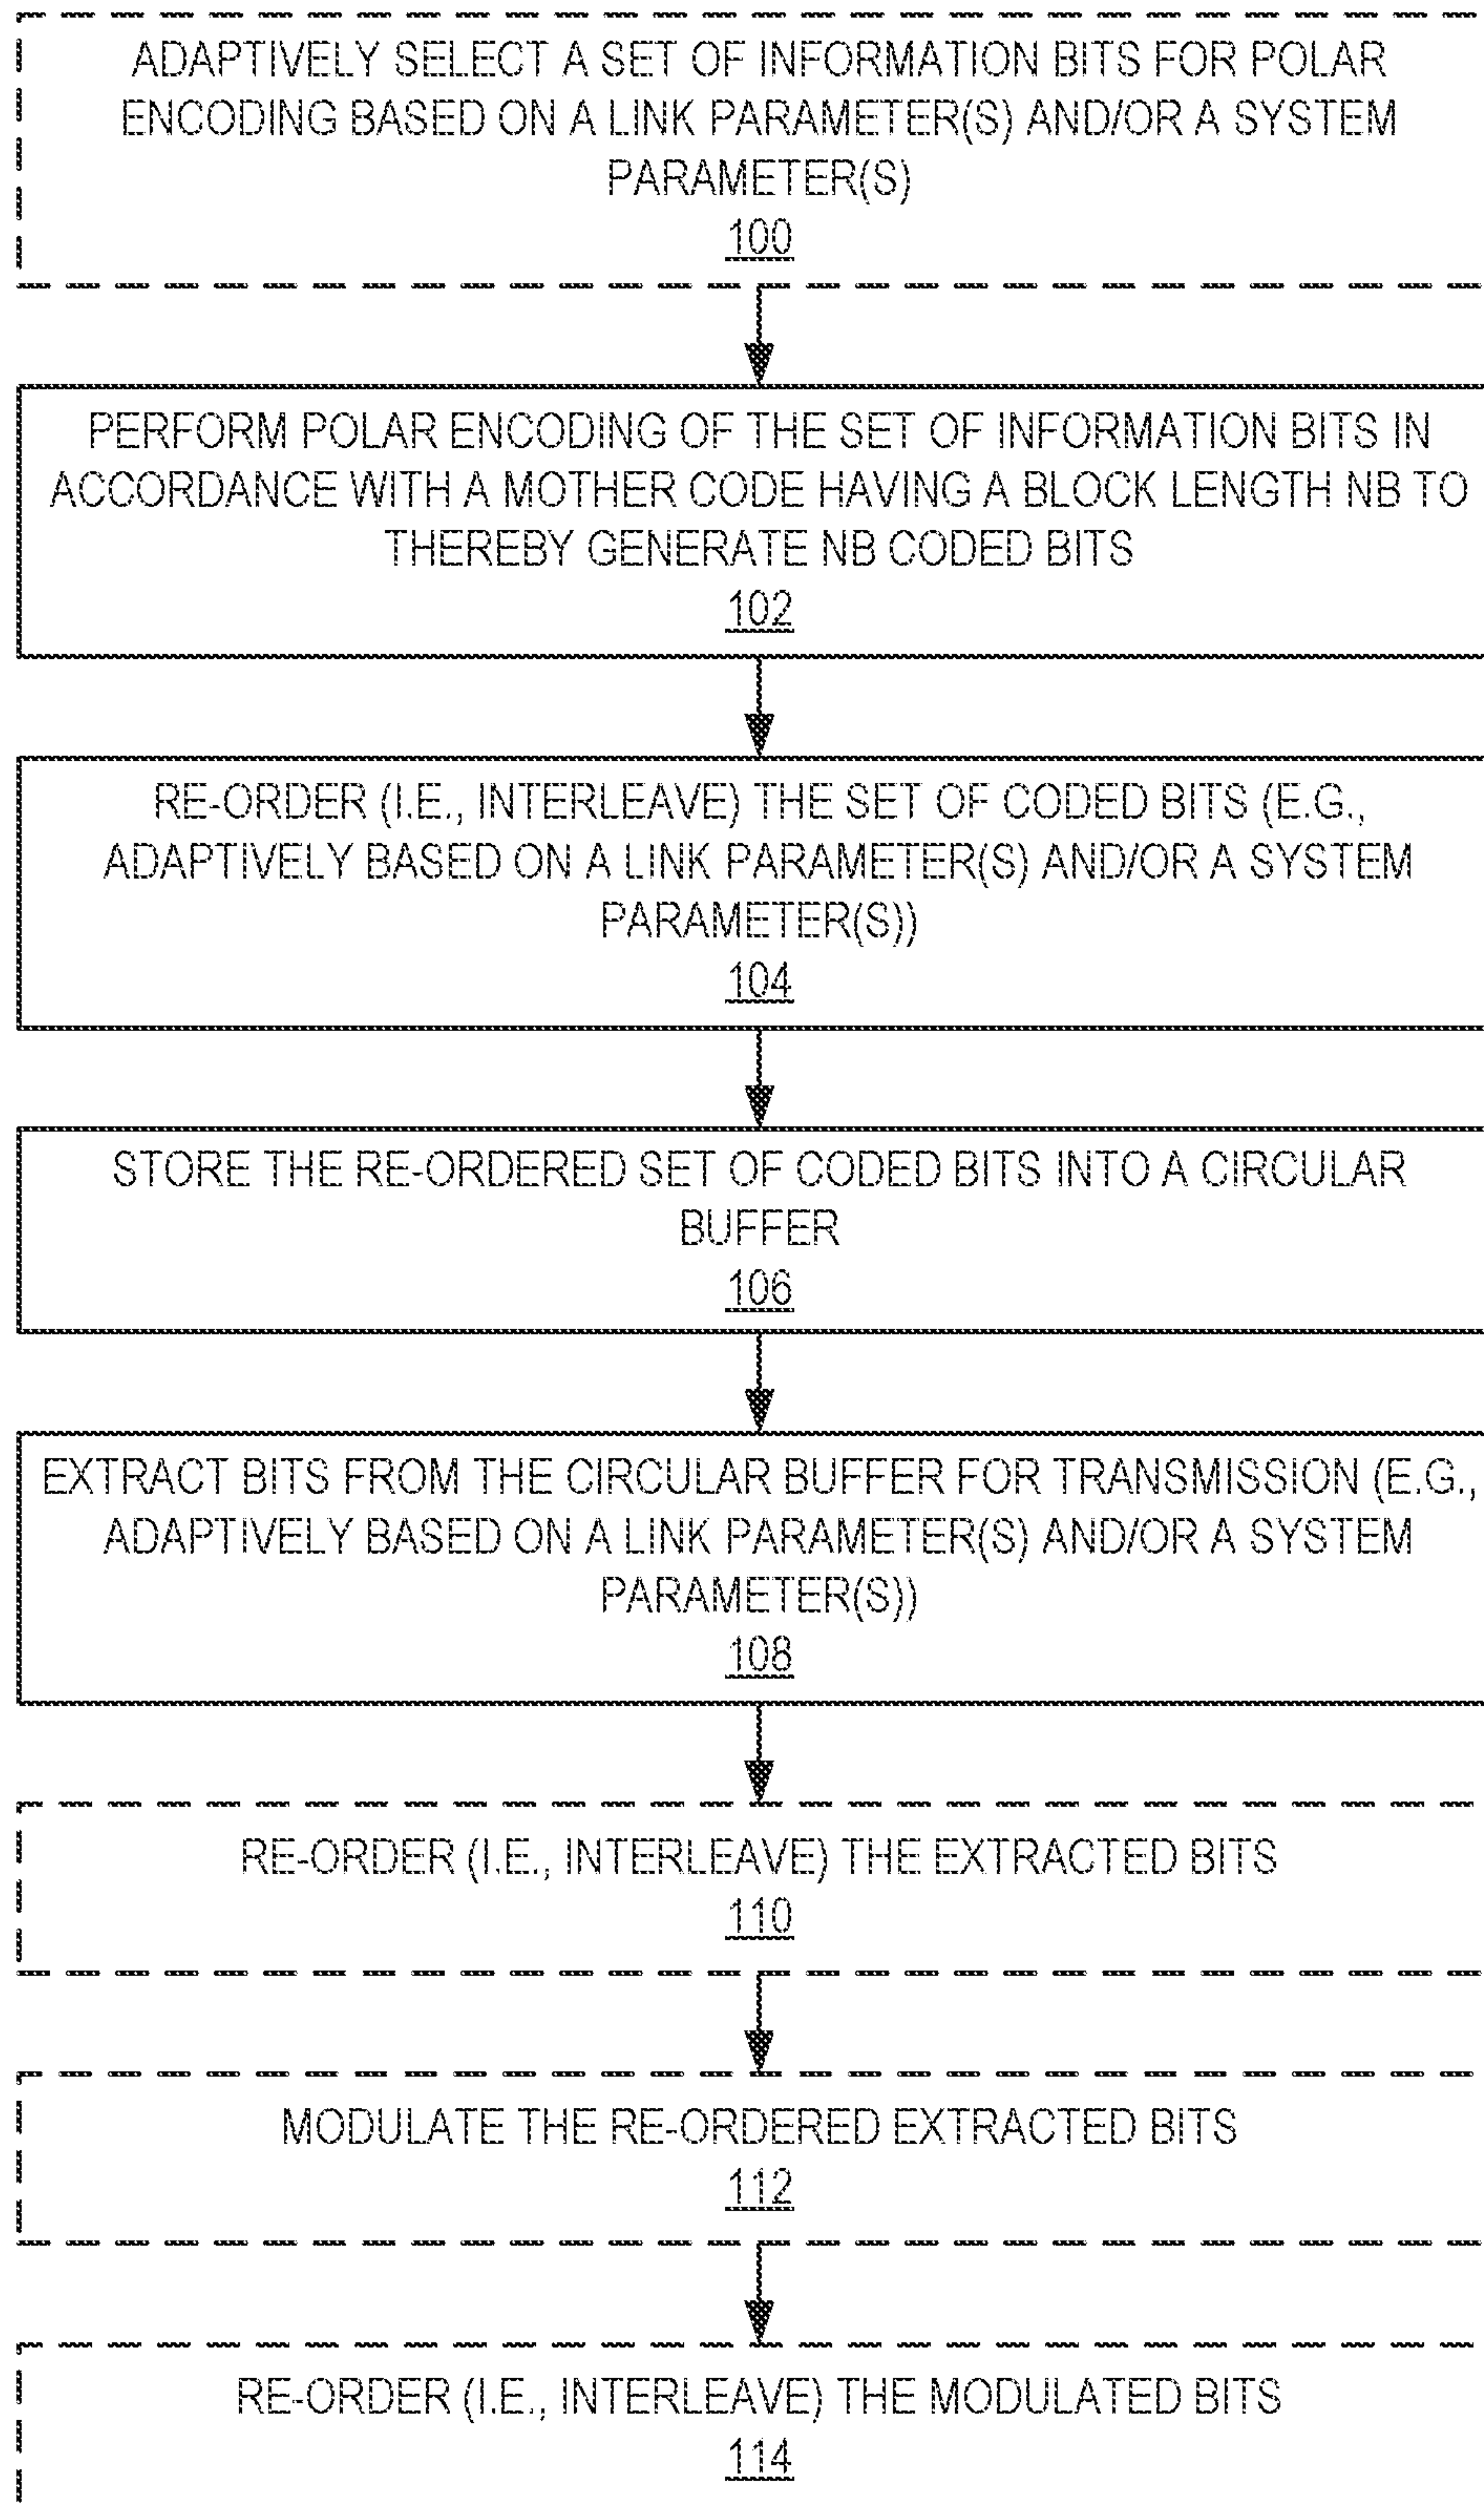 ADAPTIVELY SELECT A SET OF INFORMATION BITS FOR POLAR
ENCODING BASED ON A LINK PARAMETER(S) AND/OR A SYSTEM
PARAMETER(S)
100
PERFORM POLAR ENCODING OF THE SET OF INFORMATION BITS IN
ACCORDANCE WITH A MOTHER CODE HAVING A BLOCK LENGTH NB TO
THEREBY GENERATE NB CODED BITS
102
RE-ORDER (I.E., INTERLEAVE) THE SET OF CODED BITS (E.G.,
ADAPTIVELY BASED ON A LINK PARAMETER(S) AND/OR A SYSTEM
PARAMETER(S))
104
STORE THE RE-ORDERED SET OF CODED BITS INTO A CIRCULAR
BUFFER
106
EXTRACT BITS FROM THE CIRCULAR BUFFER FOR TRANSMISSION (E.G.,
ADAPTIVELY BASED ON A LINK PARAMETER(S) AND/OR A SYSTEM
PARAMETER(S))
108
RE-ORDER (I.E., INTERLEAVE) THE EXTRACTED BITS
110
MODULATE THE RE-ORDERED EXTRACTED BITS
112
RE-ORDER (I.E., INTERLEAVE) THE MODULATED BITS
114